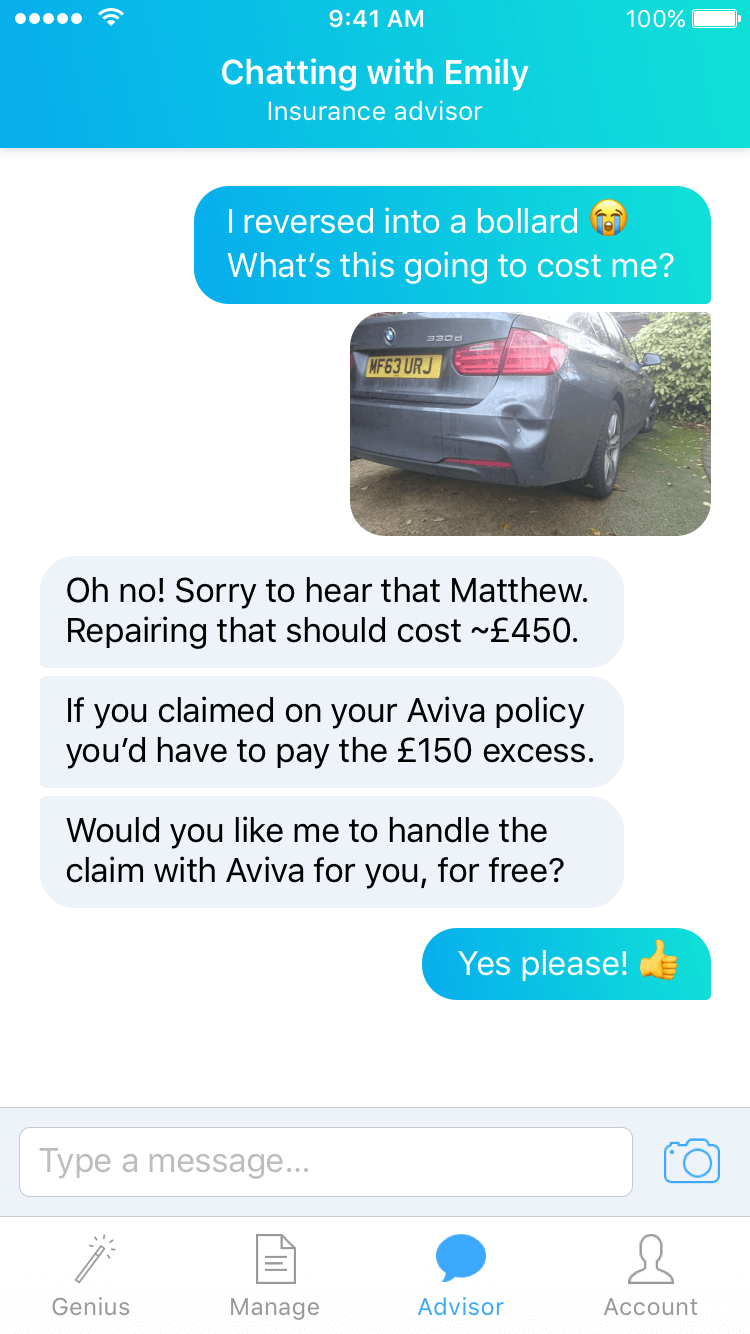 9:41 AM
100%
Chatting with Emily
Insurance advisor
I reversed into a bollard 😭
What’s this going to cost me?
330d
MF63 URJ
Oh no! Sorry to hear that Matthew.
Repairing that should cost ~£450.
If you claimed on your Aviva policy
you’d have to pay the £150 excess.
Would you like me to handle the
claim with Aviva for you, for free?
Yes please! 👍
Type a message...
Genius
Manage
Advisor
Account